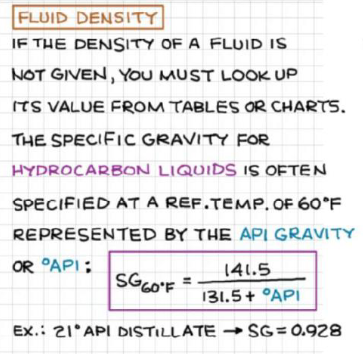 FLUID DENSITY
IF THE DENSITY OF A FLUID IS
NOT GIVEN, YOU MUST LOOK UP
ITS VALUE FROM TABLES OR CHARTS.
THE SPECIFIC GRAVITY FOR
HYDROCARBON LIQUIDS IS OFTEN
SPECIFIED AT A REF. TEMP. OF 60°F
REPRESENTED BY THE API GRAVITY
OR °API: SG60°F = 141.5 / 131.5 + °API
EX.: 21° API DISTILLATE → SG = 0.928